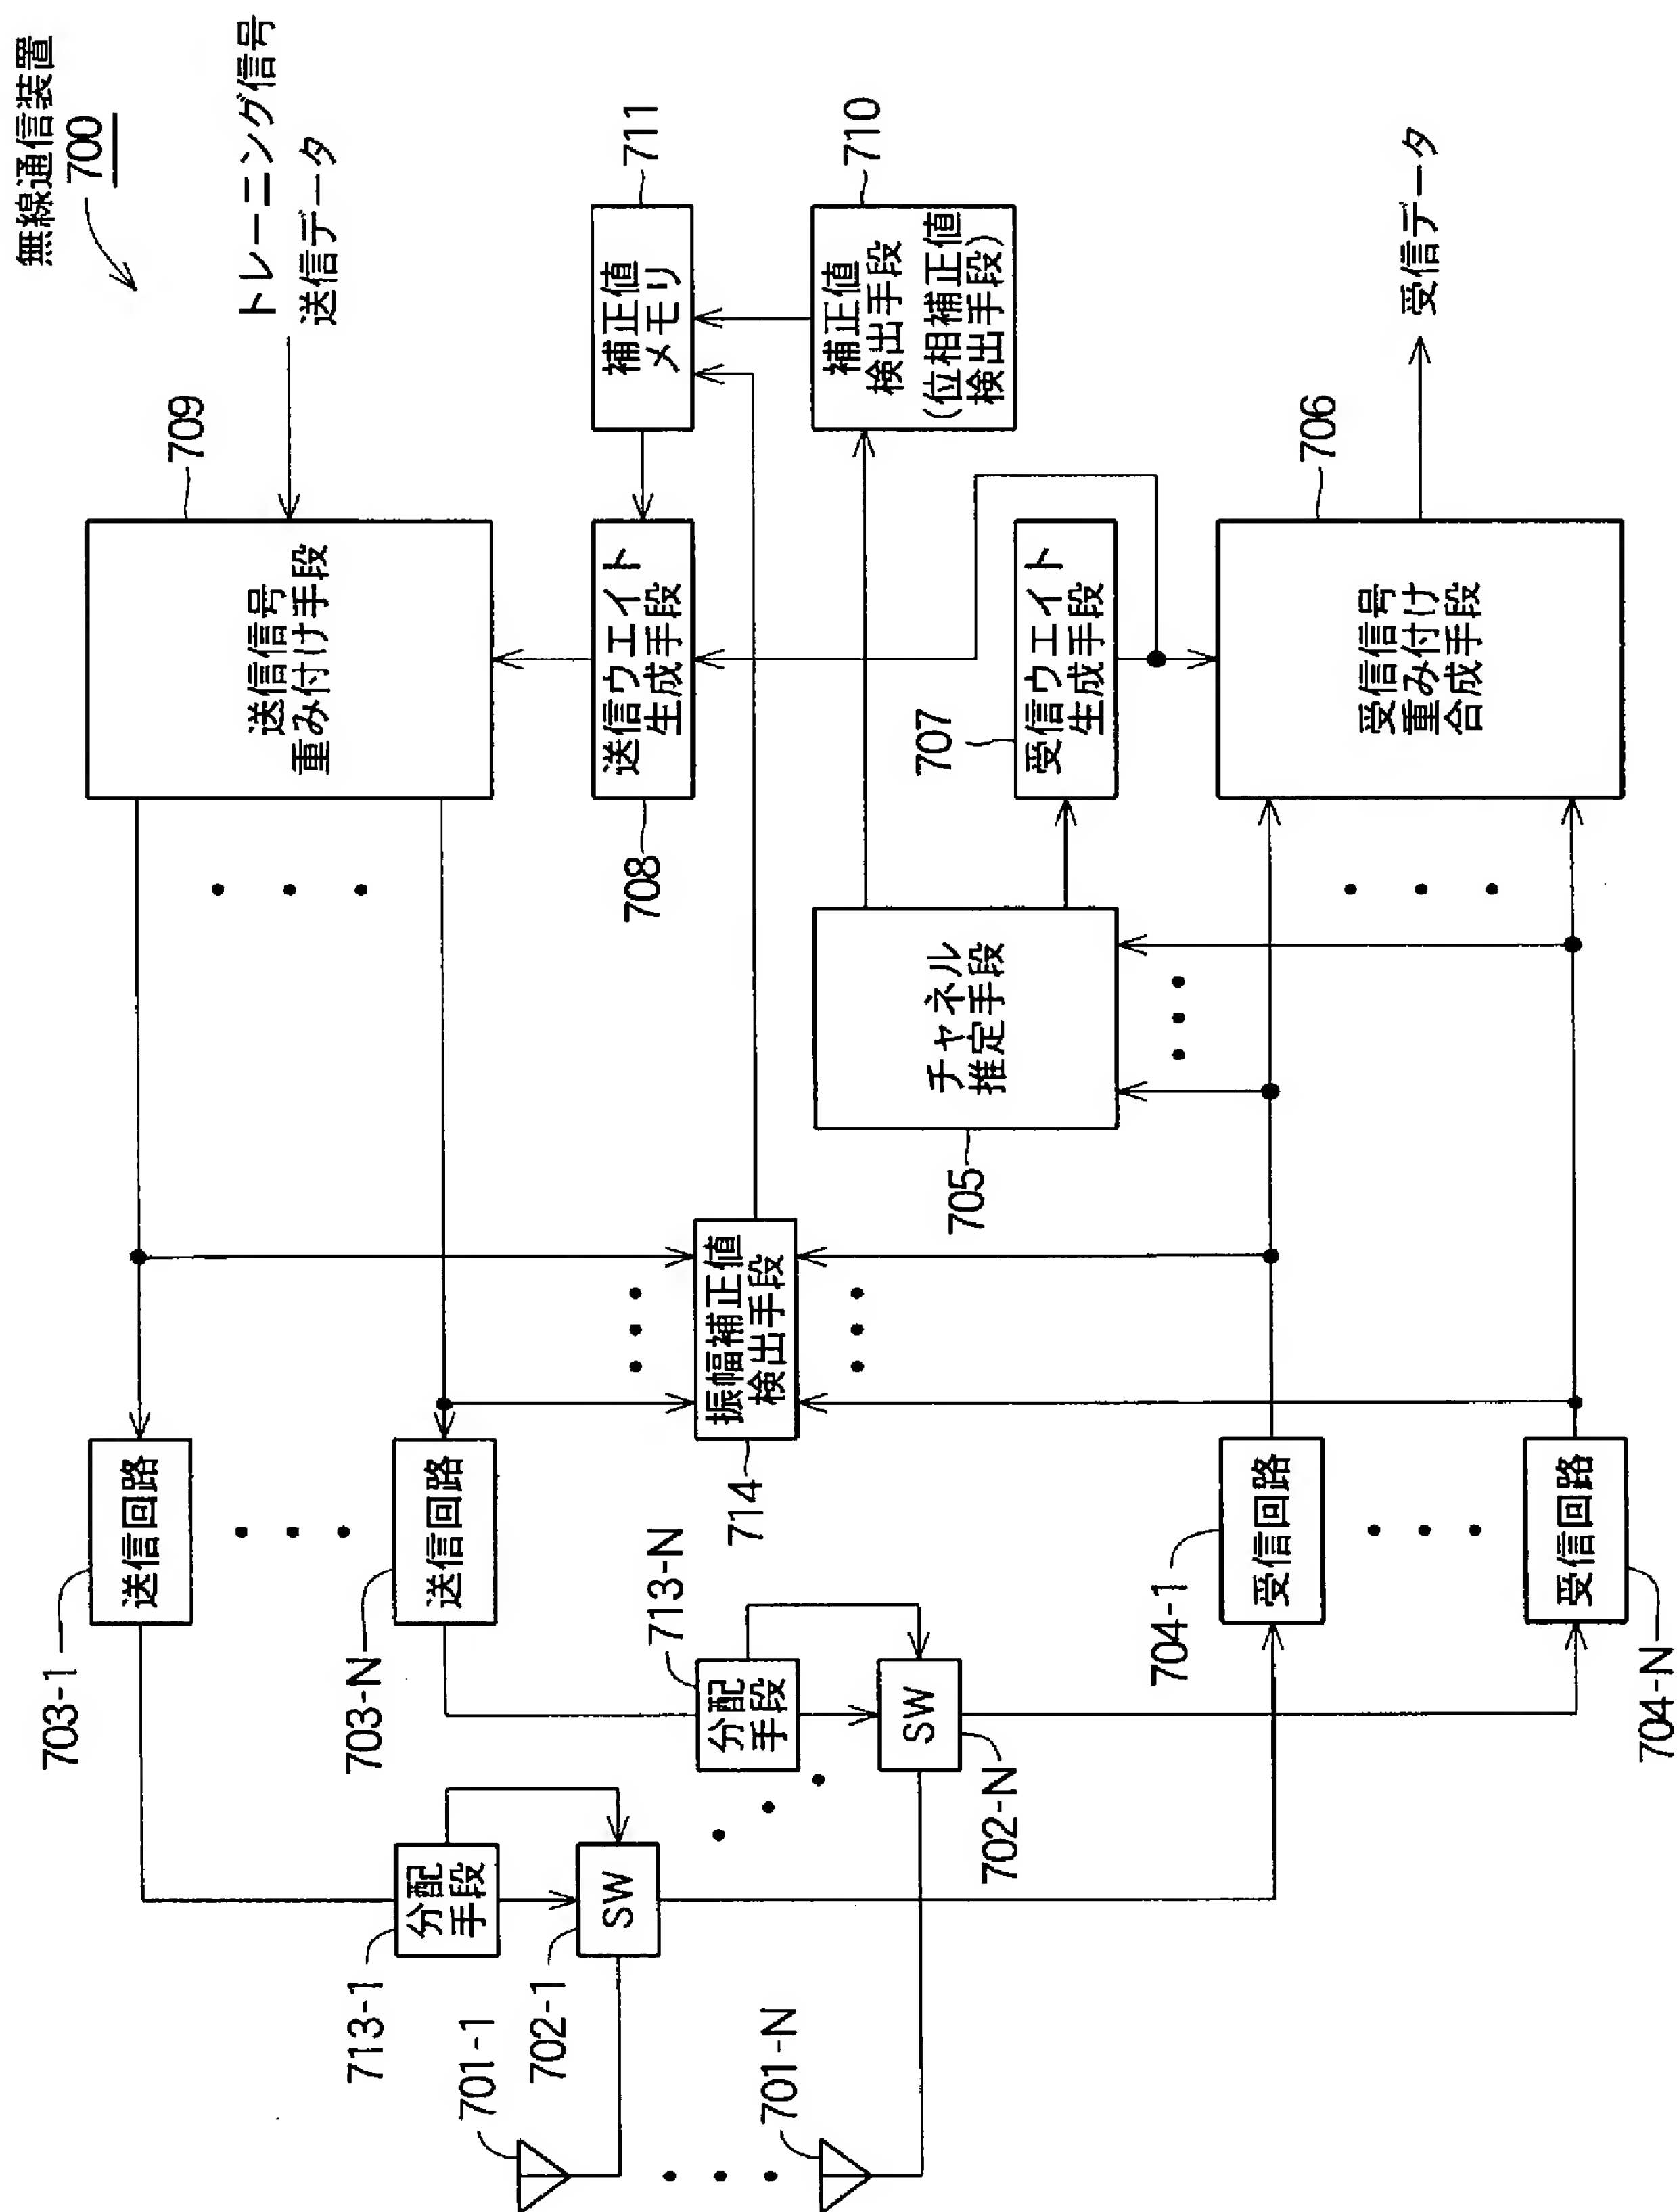 無線通信装置
700
トレーニング信号
送信データ
709
送信信号
重み付け手段
711
補正値
メモリ
710
補正値
検出手段
(位相補正値
検出手段)
708
送信ウエイト
生成手段
707
受信ウエイト
生成手段
706
受信信号
重み付け
合成手段
受信データ
705
チャネル
推定手段
714
振幅補正値
検出手段
703-1
送信回路
703-N
送信回路
704-1
受信回路
704-N
受信回路
713-1
分配
手段
713-N
分配
手段
702-1
SW
702-N
SW
701-1
701-N